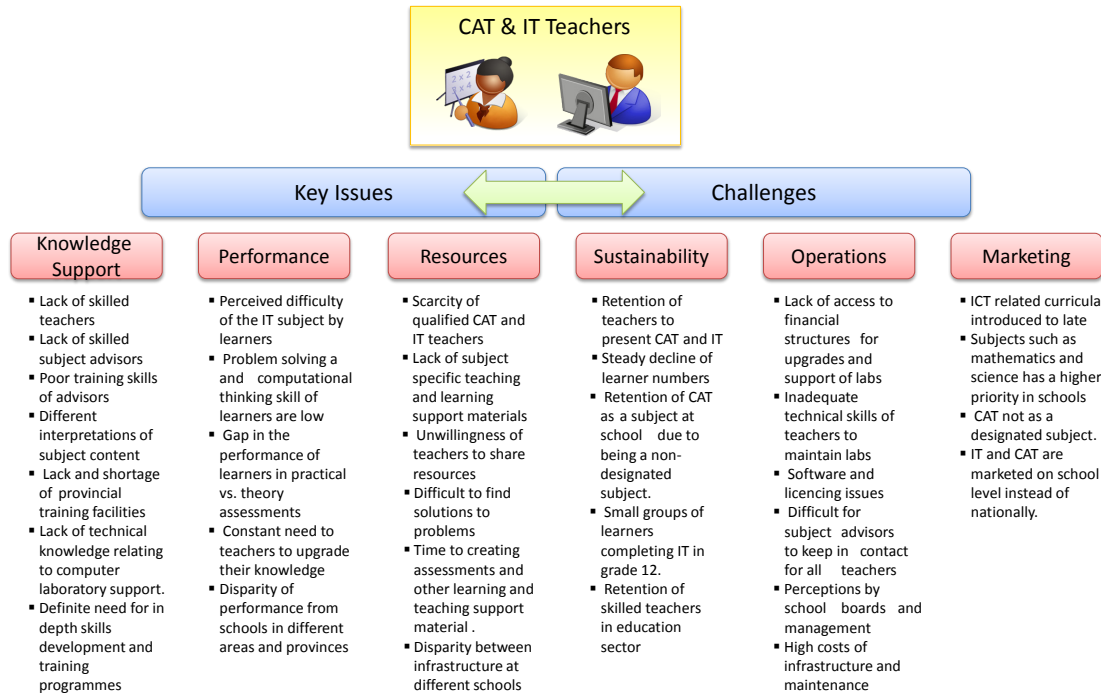 CAT & IT Teachers
2 x 2
3 x 4
Key Issues
Challenges
Knowledge
Support
▪ Lack of skilled
teachers
▪ Lack of skilled
subject advisors
▪ Poor training skills
of advisors
▪ Different
interpretations of
subject content
▪ Lack and shortage
of provincial
training facilities
▪ Lack of technical
knowledge relating
to computer
laboratory support.
▪ Definite need for in
depth skills
development and
training
programmes
Performance
▪ Perceived difficulty
of the IT subject by
learners
▪ Problem solving a
and computational
thinking skill of
learners are low
▪ Gap in the
performance of
learners in practical
vs. theory
assessments
▪ Constant need to
teachers to upgrade
their knowledge
▪ Disparity of
performance from
schools in different
areas and provinces
Resources
▪ Scarcity of
qualified CAT and
IT teachers
▪ Lack of subject
specific teaching
and learning
support materials
▪ Unwillingness of
teachers to share
resources
▪ Difficult to find
solutions to
problems
▪ Time to creating
assessments and
other learning and
teaching support
material .
▪ Disparity between
infrastructure at
different schools
Sustainability
▪ Retention of
teachers to
present CAT and IT
▪ Steady decline of
learner numbers
▪ Retention of CAT
as a subject at
school due to
being a non-
designated
subject.
▪ Small groups of
learners
completing IT in
grade 12.
▪ Retention of
skilled teachers
in education
sector
Operations
▪ Lack of access to
financial
structures for
upgrades and
support of labs
▪ Inadequate
technical skills of
teachers to
maintain labs
▪ Software and
licencing issues
▪ Difficult for
subject advisors
to keep in contact
for all teachers
▪ Perceptions by
school boards and
management
▪ High costs of
infrastructure and
maintenance
Marketing
▪ ICT related curricula
introduced to late
▪ Subjects such as
mathematics and
science has a higher
priority in schools
▪ CAT not as a
designated subject.
▪ IT and CAT are
marketed on school
level instead of
nationally.